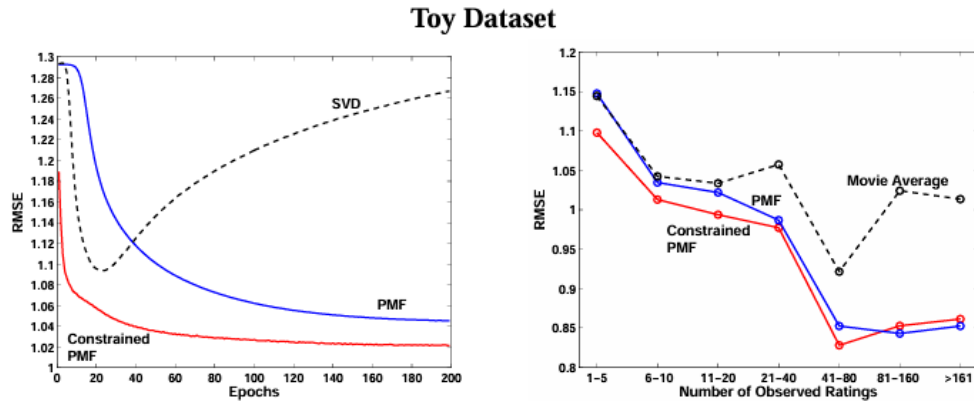 Toy Dataset
1.3
1.28
1.26
1.24
1.22
1.2
1.18
1.16
1.14
1.12
1.1
1.08
1.06
1.04
1.02
1
RMSE
SVD
PMF
Constrained
PMF
0 20 40 60 80 100 120 140 160 180 200
Epochs
1.2
1.15
1.1
1.05
1
0.95
0.9
0.85
0.8
RMSE
Movie Average
PMF
Constrained
PMF
1–5 6–10 11–20 21–40 41–80 81–160 >161
Number of Observed Ratings